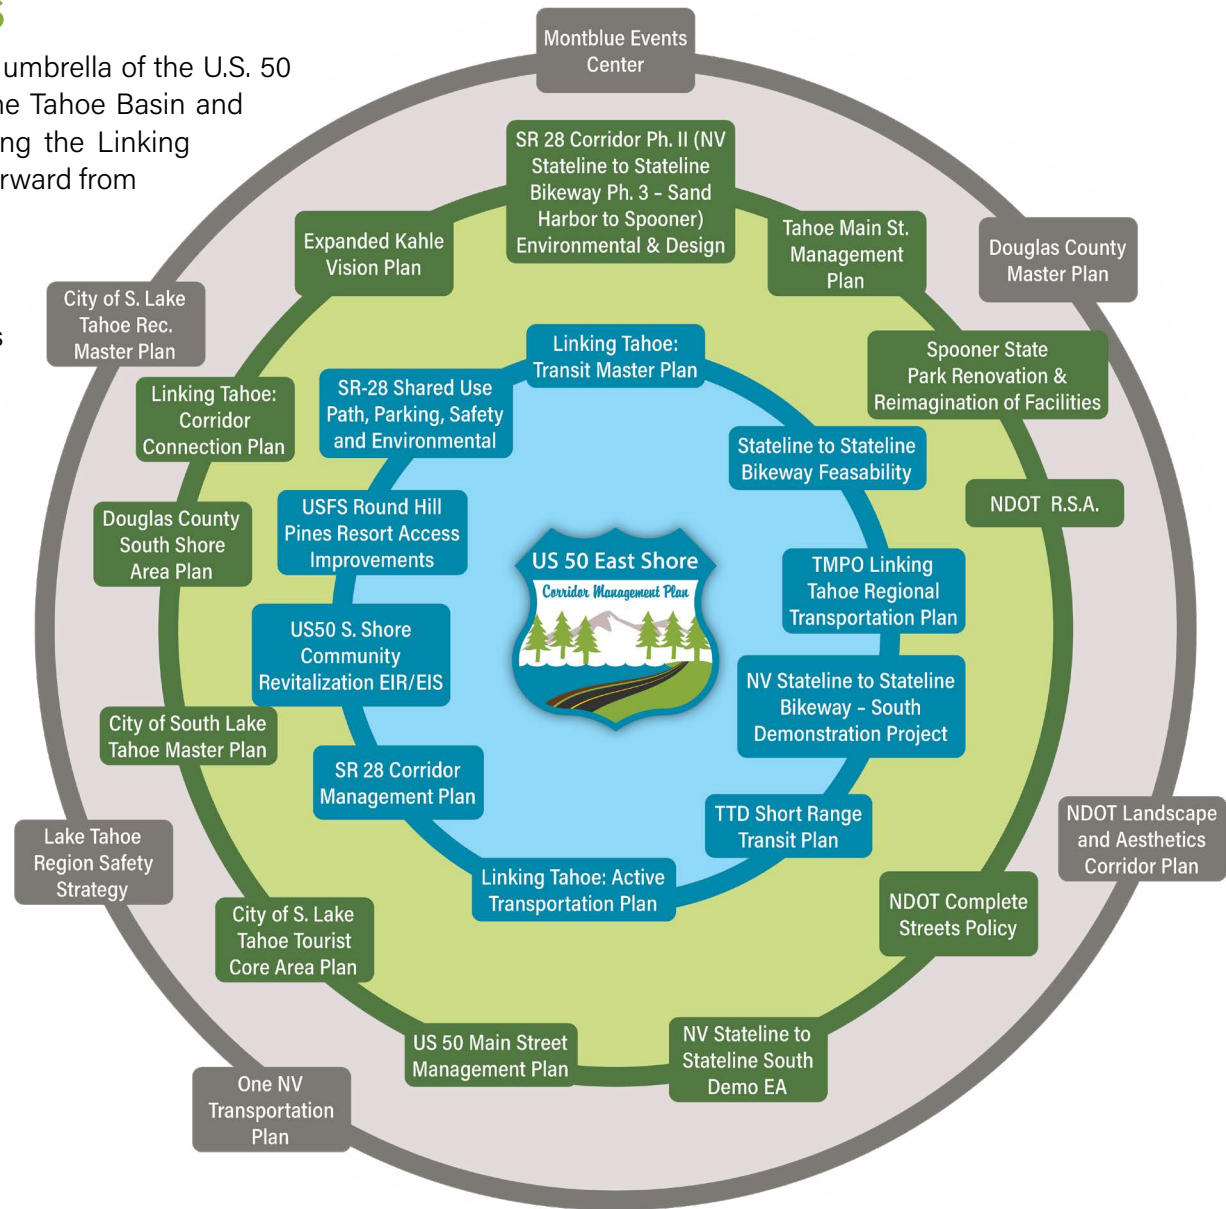 S
umbrella of the U.S. 50
ne Tahoe Basin and
ng the Linking
rward from
s
Montblue Events
Center
SR 28 Corridor Ph. II (NV
Stateline to Stateline
Bikeway Ph. 3 – Sand
Harbor to Spooner)
Environmental & Design
Expanded Kahle
Vision Plan
Tahoe Main St.
Management
Plan
Douglas County
Master Plan
City of S. Lake
Tahoe Rec.
Master Plan
Linking Tahoe:
Transit Master Plan
Spooner State
Park Renovation &
Reimagination of Facilities
SR-28 Shared Use
Path, Parking, Safety
and Environmental
Linking Tahoe:
Corridor
Connection Plan
Stateline to Stateline
Bikeway Feasability
USFS Round Hill
Pines Resort Access
Improvements
NDOT R.S.A.
Douglas County
South Shore
Area Plan
US 50 East Shore
Corridor Management Plan
TMPO Linking
Tahoe Regional
Transportation Plan
US50 S. Shore
Community
Revitalization EIR/EIS
NV Stateline to Stateline
Bikeway – South
Demonstration Project
City of South Lake
Tahoe Master Plan
SR 28 Corridor
Management Plan
TTD Short Range
Transit Plan
NDOT Landscape
and Aesthetics
Corridor Plan
Lake Tahoe
Region Safety
Strategy
Linking Tahoe: Active
Transportation Plan
NDOT Complete
Streets Policy
City of S. Lake
Tahoe Tourist
Core Area Plan
US 50 Main Street
Management Plan
NV Stateline to
Stateline South
Demo EA
One NV
Transportation
Plan